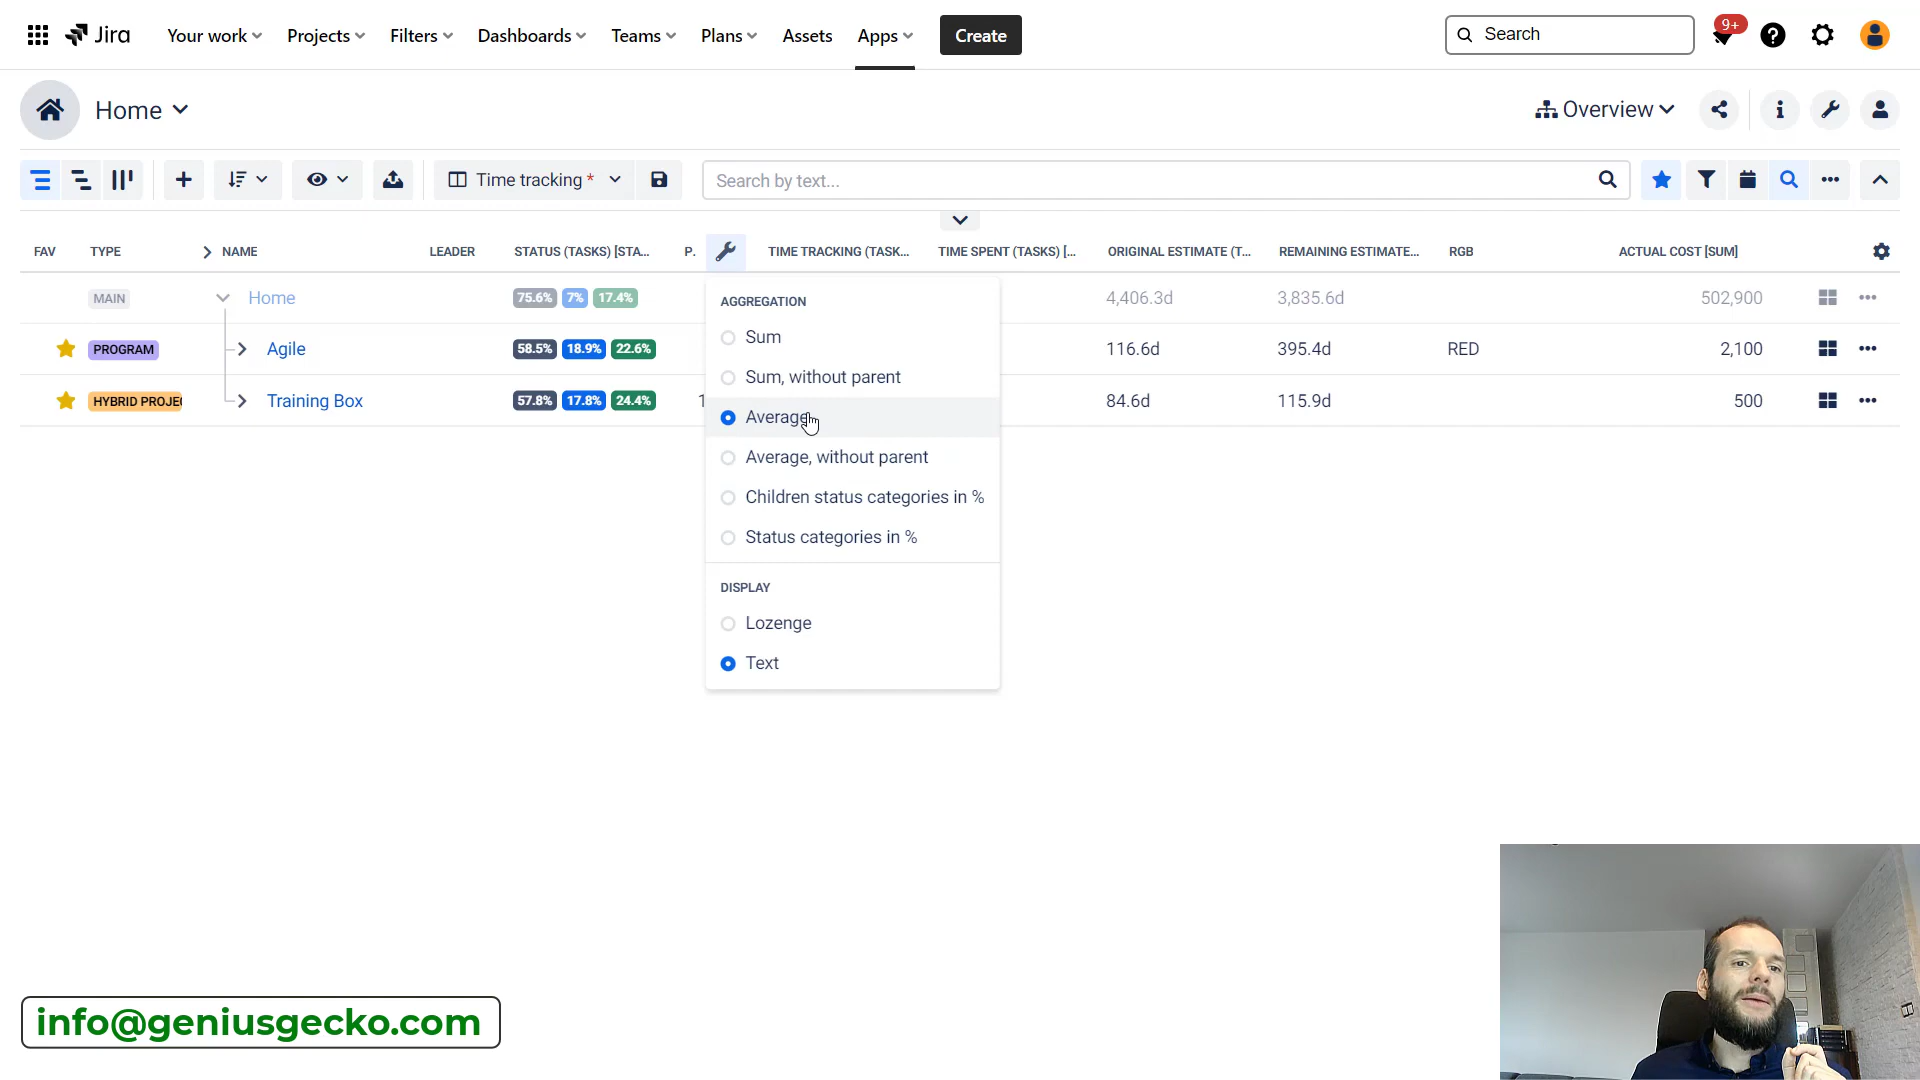 Jira
Your work
Projects
Filters
Dashboards
Teams
Plans
Assets
Apps
Create
Search
9+
Home
Overview
Time tracking *
Search by text...
FAV
TYPE
NAME
LEADER
STATUS (TASKS) [STA...
P.
TIME TRACKING (TASK...
TIME SPENT (TASKS) [...
ORIGINAL ESTIMATE (T...
REMAINING ESTIMATE...
RGB
ACTUAL COST [SUM]
MAIN
Home
75.6% 7% 17.4%
4,406.3d
3,835.6d
502,900
PROGRAM
Agile
58.5% 18.9% 22.6%
116.6d
395.4d
RED
2,100
HYBRID PROJEC
Training Box
57.8% 17.8% 24.4%
1
84.6d
115.9d
500
AGGREGATION
Sum
Sum, without parent
Average
Average, without parent
Children status categories in %
Status categories in %
DISPLAY
Lozenge
Text
info@geniusgecko.com